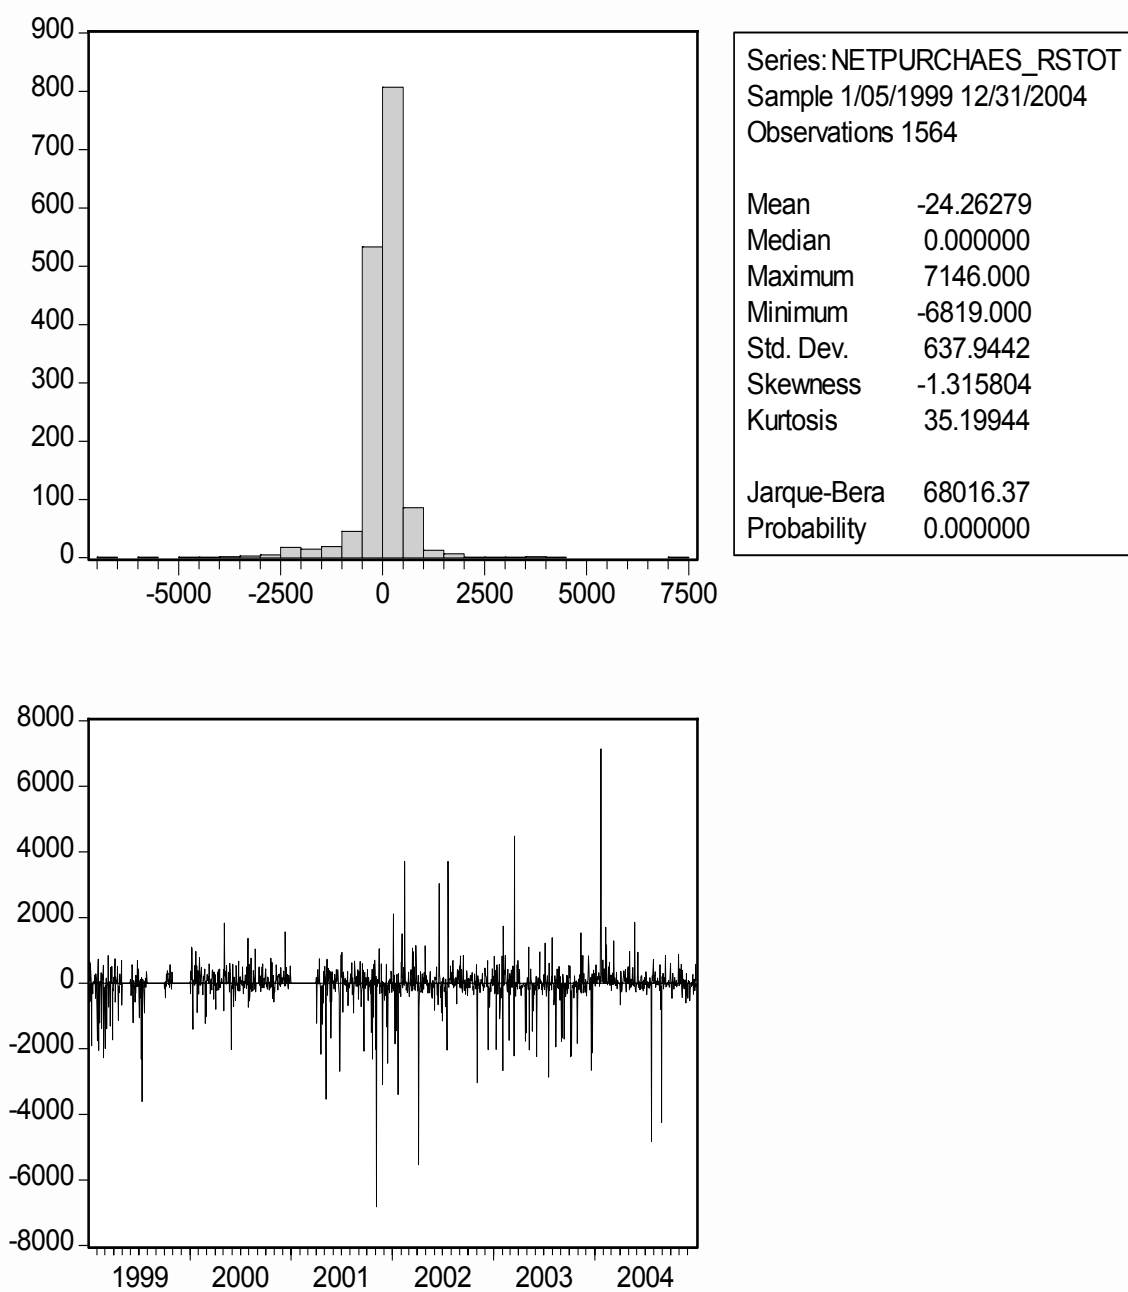 900
800
700
600
500
400
300
200
100
0
-5000 -2500 0 2500 5000 7500
Series: NETPURCHAES_RSTOT
Sample 1/05/1999 12/31/2004
Observations 1564
Mean -24.26279
Median 0.000000
Maximum 7146.000
Minimum -6819.000
Std. Dev. 637.9442
Skewness -1.315804
Kurtosis 35.19944
Jarque-Bera 68016.37
Probability 0.000000
8000
6000
4000
2000
0
-2000
-4000
-6000
-8000
1999 2000 2001 2002 2003 2004